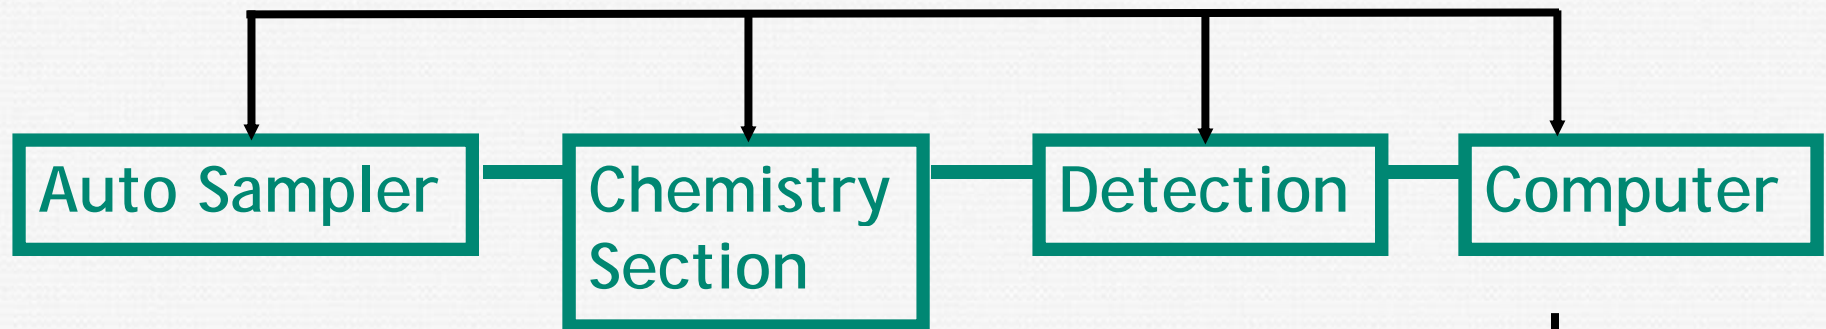 Auto Sampler
Chemistry
Section
Detection
Computer